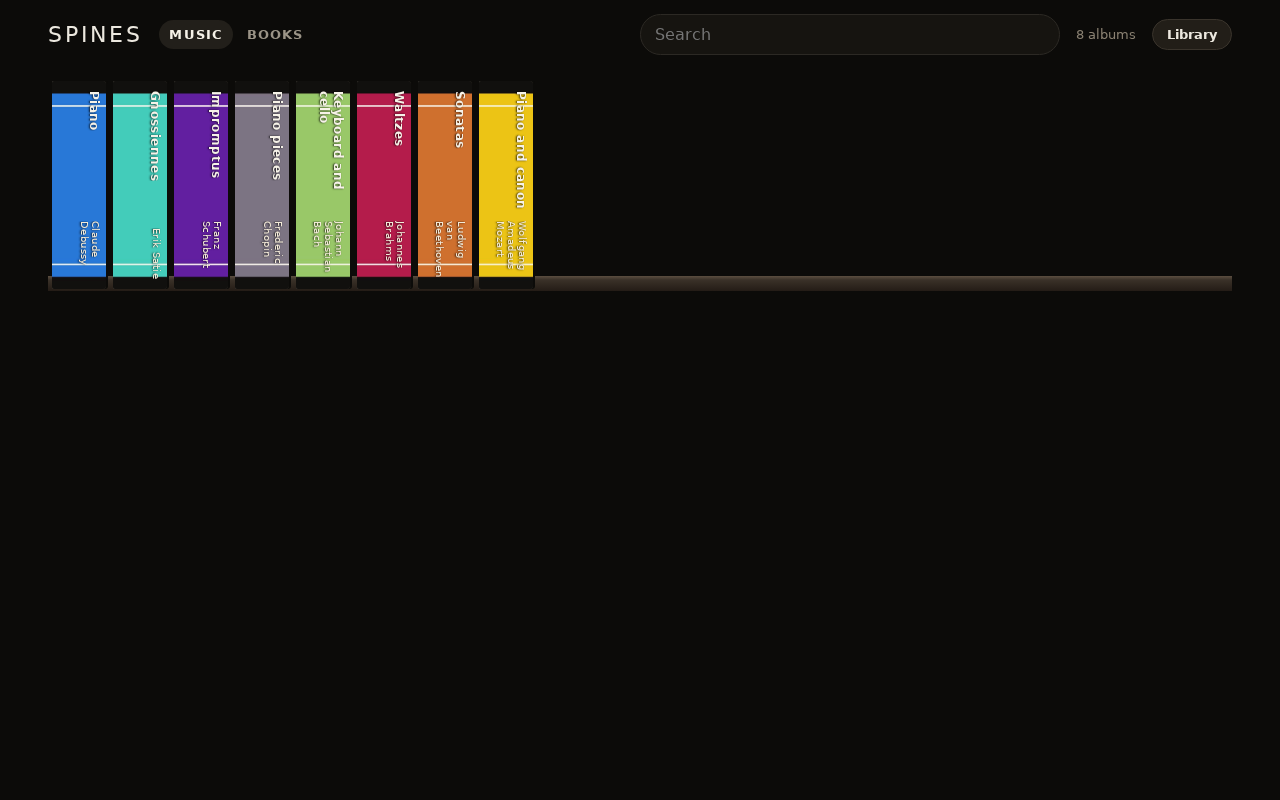 SPINES
MUSIC
BOOKS
Search
8 albums
Library
Piano
Claude
Debussy
Gnossiennes
Erik Satie
Impromptus
Franz
Schubert
Piano pieces
Frederic
Chopin
Keyboard and
cello
Johann
Sebastian
Bach
Waltzes
Johannes
Brahms
Sonatas
Ludwig
van
Beethoven
Piano and canon
Wolfgang
Amadeus
Mozart